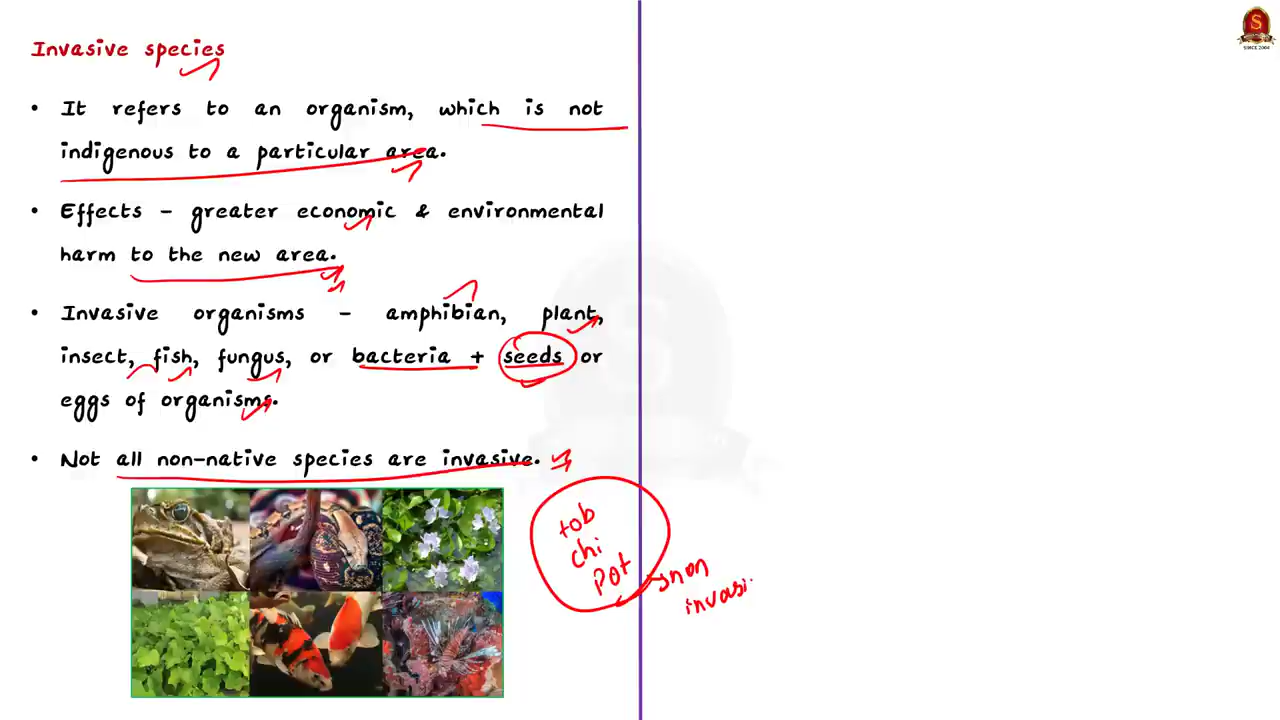 Invasive species
• It refers to an organism, which is not
indigenous to a particular area.
• Effects - greater economic & environmental
harm to the new area.
• Invasive organisms - amphibian, plant,
insect, fish, fungus, or bacteria + seeds or
eggs of organisms.
• Not all non-native species are invasive.
tob
chi
pot
non
invasi
S
SINCE 2004